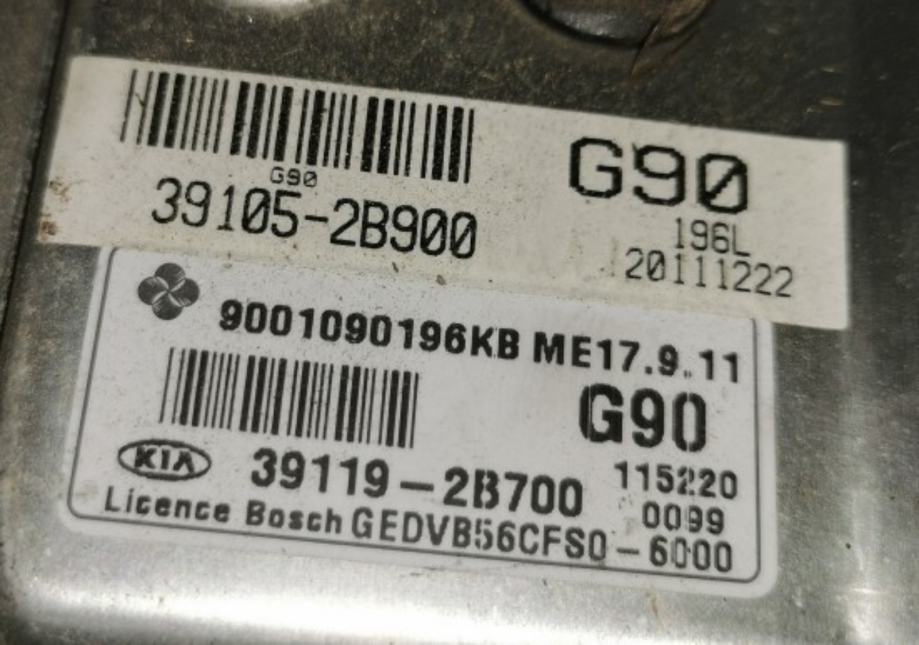 G90
39105-2B900
G90
196L
20111222
9001090196KB ME17.9.11
G90
KIA
39119-2B700
115220
0099
Licence Bosch GEDVB56CFS0-6000